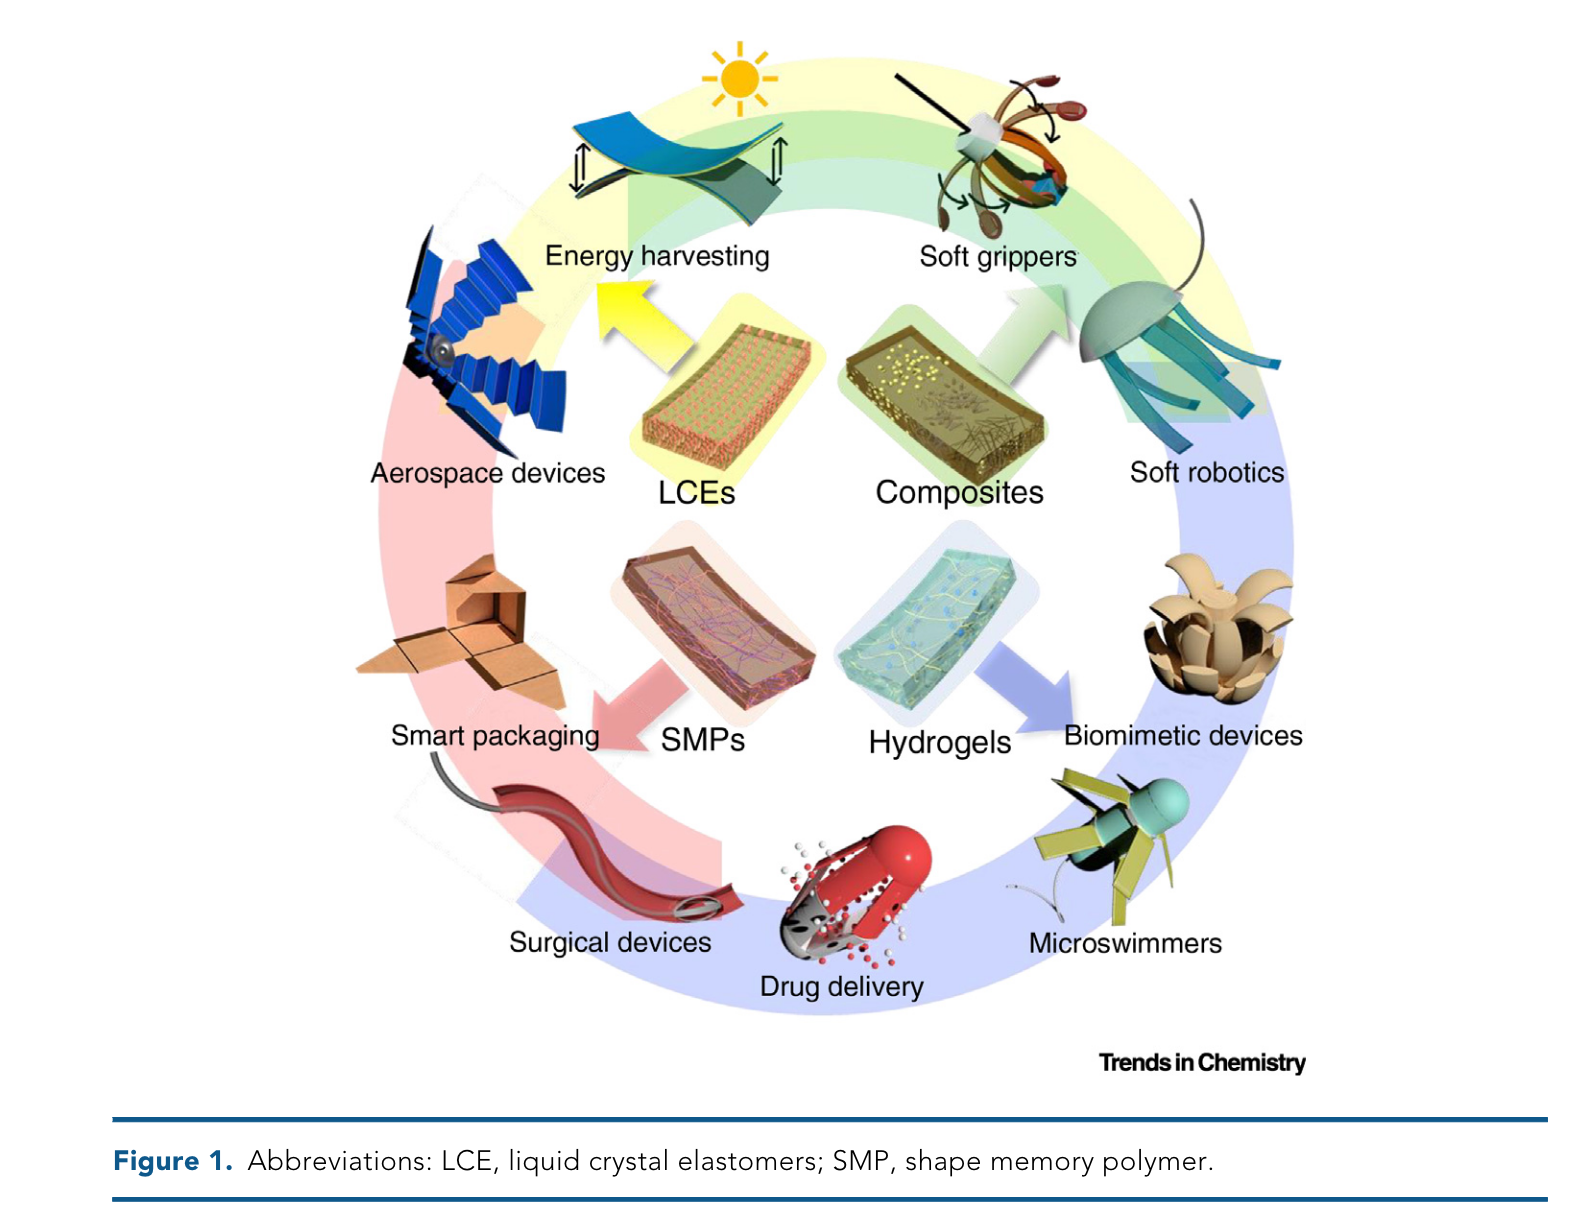 Energy harvesting
Soft grippers
Aerospace devices
LCEs
Composites
Soft robotics
Smart packaging
SMPs
Hydrogels
Biomimetic devices
Surgical devices
Drug delivery
Microswimmers
Trends in Chemistry
Figure 1. Abbreviations: LCE, liquid crystal elastomers; SMP, shape memory polymer.